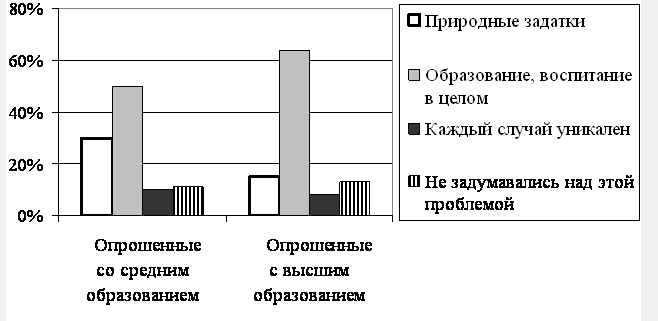 80%
60%
40%
20%
0%
Опрошенные
со средним
образованием
Опрошенные
с высшим
образованием
Природные задатки
Образование, воспитание
в целом
Каждый случай уникален
Не задумавались над этой
проблемой